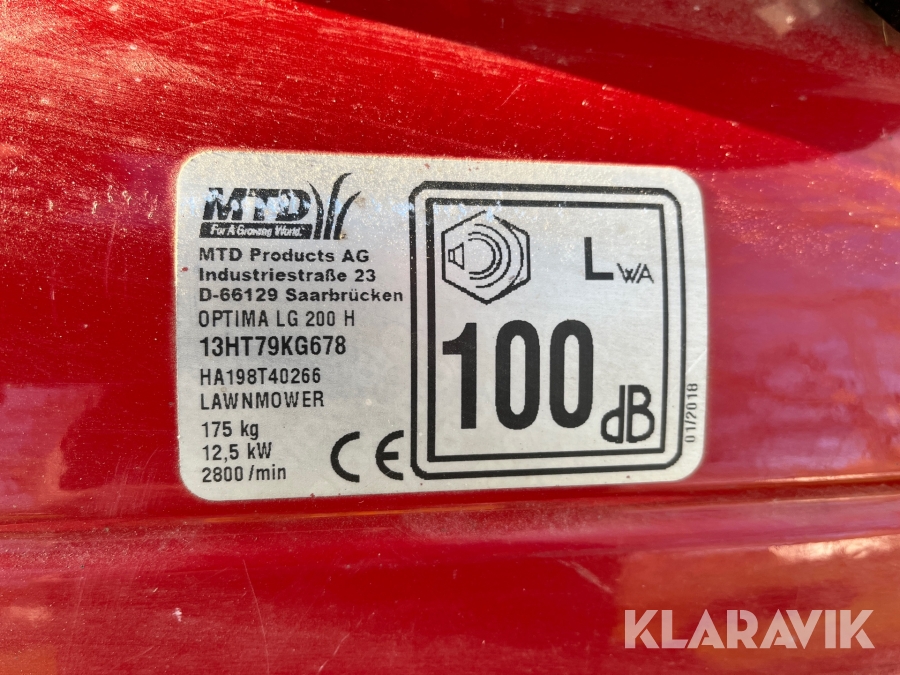 MTD
For A Growing World.
MTD Products AG
Industriestraße 23
D-66129 Saarbrücken
OPTIMA LG 200 H
13HT79KG678
HA198T40266
LAWNMOWER
175 kg
12,5 kW
2800 /min
CE
LWA
100 dB
01/2018
KLARAVIK